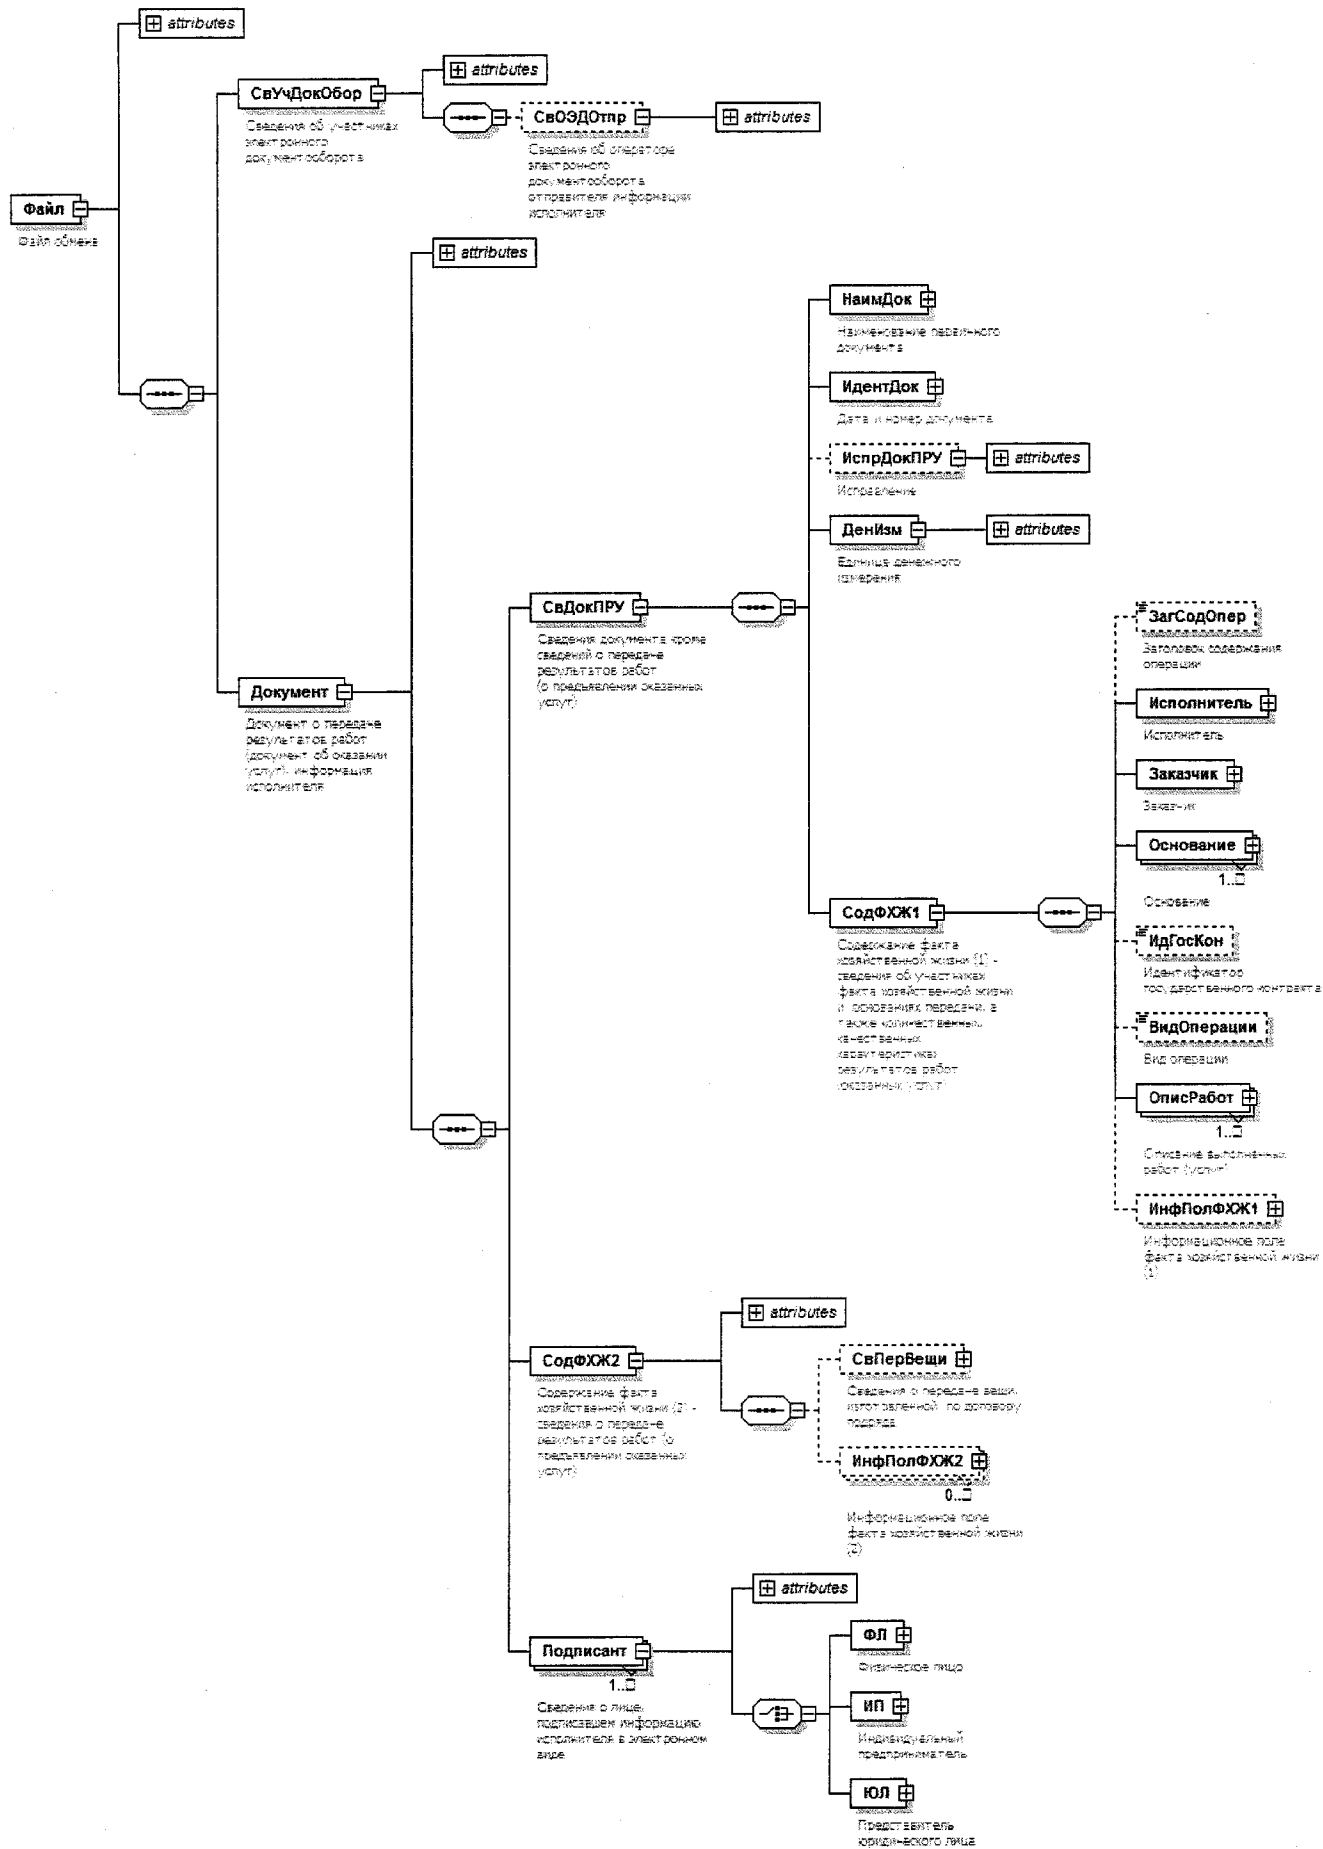 attributes
attributes
СвУчДокОбор
Сведения об участниках
электронного
документооборота
СвОЭДОтпр
attributes
Сведения об операторе
электронного
документооборота
отправителя информации
исполнителя
Файл
Файл обмена
attributes
НаимДок
Наименование первичного
документа
ИдентДок
Дата и номер документа
ИспрДокПРУ
attributes
Исправление
ДенИзм
attributes
Единица денежного
измерения
СвДокПРУ
Сведения документа кроме
сведений о передаче
результатов работ
(о предъявлении оказанных
услуг)
ЗагСодОпер
Заголовок содержания
операции
Документ
Документ о передаче
результатов работ
(документ об оказании
услуг), информация
исполнителя
Исполнитель
Исполнитель
Заказчик
Заказчик
Основание
1..
Основание
СодФХЖ1
Содержание факта
хозяйственной жизни (1) -
сведения об участниках
факта хозяйственной жизни
и основаниях передачи, а
также количественных,
качественных
характеристиках
результатов работ
(оказанных услуг)
ИдГосКон
Идентификатор
государственного контракта
ВидОперации
Вид операции
ОписРабот
1..
Описание выполненных
работ (услуг)
ИнфПолФХЖ1
Информационное поле
факта хозяйственной жизни
(1)
attributes
СодФХЖ2
Содержание факта
хозяйственной жизни (2) -
сведения о передаче
результатов работ (о
предъявлении оказанных
услуг)
СвПерВещи
Сведения о передаче вещи,
изготовленной по договору
подряда
ИнфПолФХЖ2
0..
Информационное поле
факта хозяйственной жизни
(2)
attributes
Подписант
1..
Сведения о лице,
подписавшем информацию
исполнителя в электронном
виде
ФЛ
Физическое лицо
ИП
Индивидуальный
предприниматель
ЮЛ
Представитель
юридического лица